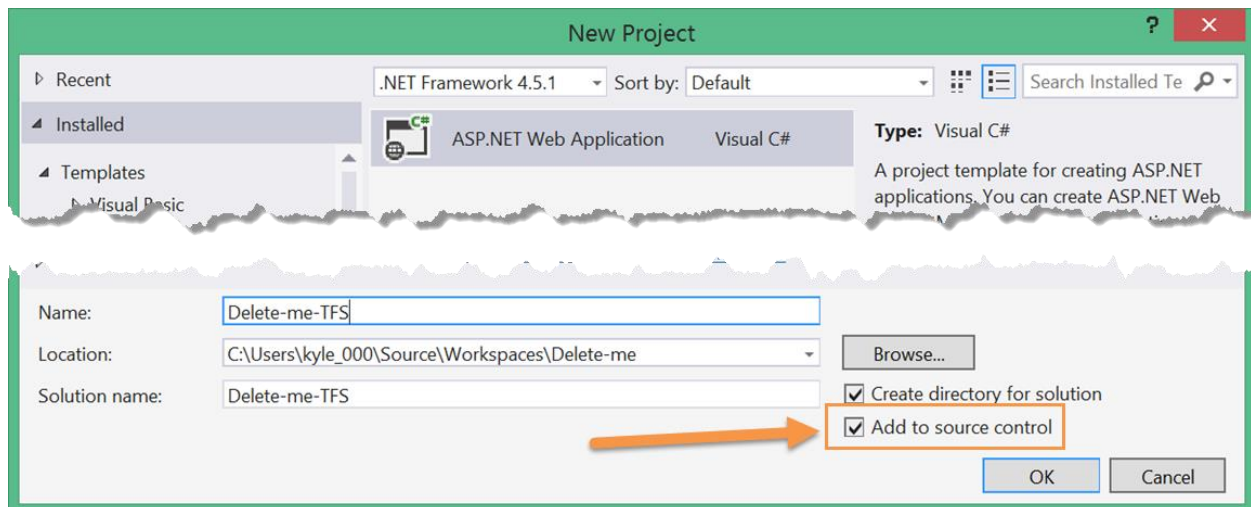 New Project
?
Recent
.NET Framework 4.5.1
Sort by: Default
Search Installed Te
Installed
C#
ASP.NET Web Application Visual C#
Type: Visual C#
Templates
A project template for creating ASP.NET
applications. You can create ASP.NET Web
Visual Basic
Name: Delete-me-TFS
Location: C:\Users\kyle_000\Source\Workspaces\Delete-me
Browse...
Solution name: Delete-me-TFS
Create directory for solution
Add to source control
OK
Cancel